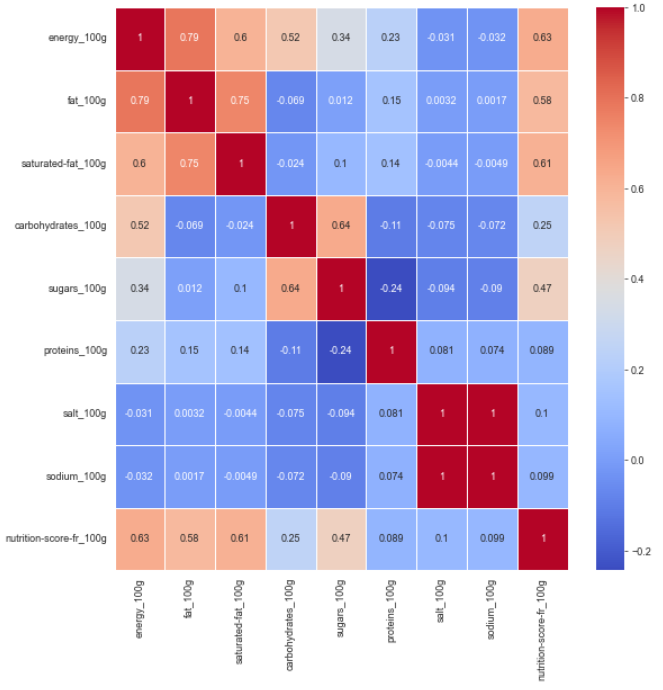 energy_100g 1 0.79 0.6 0.52 0.34 0.23 -0.031 -0.032 0.63
fat_100g 0.79 1 0.75 -0.069 0.012 0.15 0.0032 0.0017 0.58
saturated-fat_100g 0.6 0.75 1 -0.024 0.1 0.14 -0.0044 -0.0049 0.61
carbohydrates_100g 0.52 -0.069 -0.024 1 0.64 -0.11 -0.075 -0.072 0.25
sugars_100g 0.34 0.012 0.1 0.64 1 -0.24 -0.094 -0.09 0.47
proteins_100g 0.23 0.15 0.14 -0.11 -0.24 1 0.081 0.074 0.089
salt_100g -0.031 0.0032 -0.0044 -0.075 -0.094 0.081 1 1 0.1
sodium_100g -0.032 0.0017 -0.0049 -0.072 -0.09 0.074 1 1 0.099
nutrition-score-fr_100g 0.63 0.58 0.61 0.25 0.47 0.089 0.1 0.099 1
energy_100g
fat_100g
saturated-fat_100g
carbohydrates_100g
sugars_100g
proteins_100g
salt_100g
sodium_100g
nutrition-score-fr_100g
1.0
0.8
0.6
0.4
0.2
0.0
−0.2